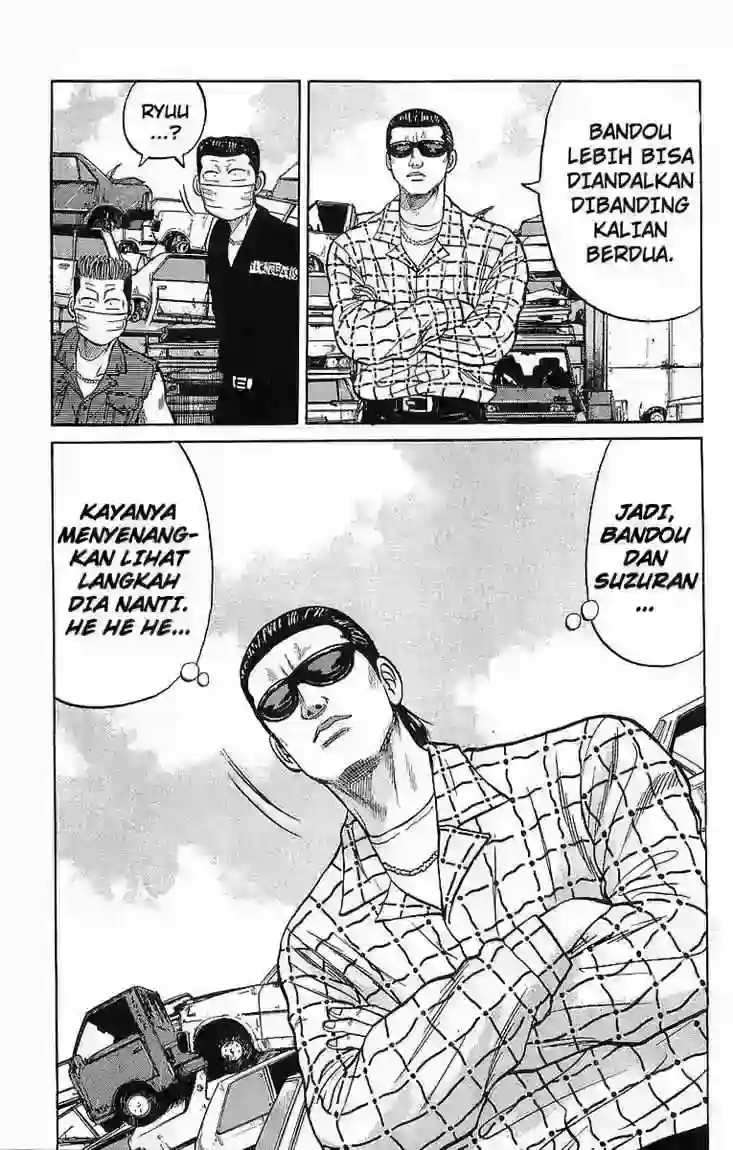 BANDOU
LEBIH BISA
DIANDALKAN
DIBANDING
KALIAN
BERDUA.
RYUU
...?
JADI,
BANDOU
DAN
SUZURAN
...
KAYANYA
MENYENANG-
KAN LIHAT
LANGKAH
DIA NANTI.
HE HE HE...